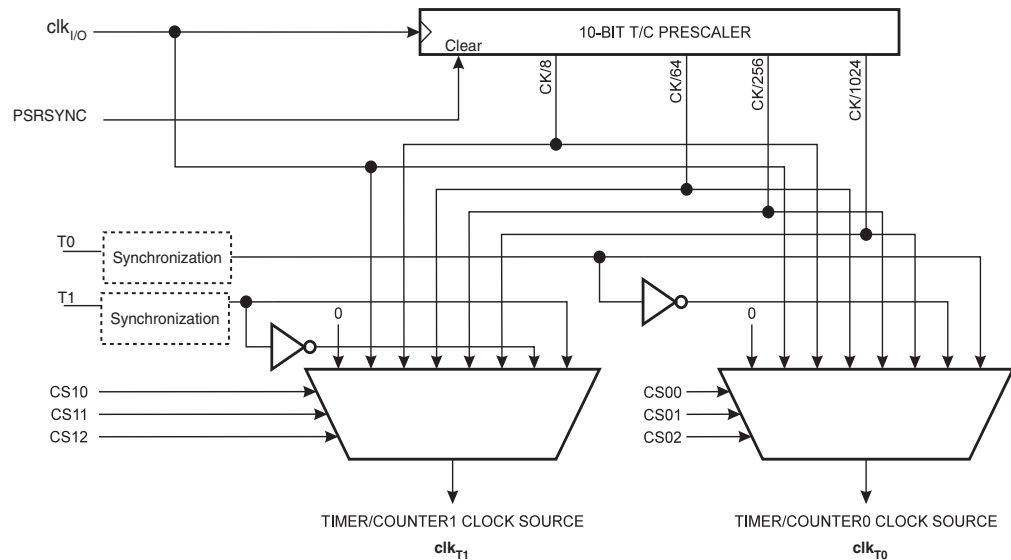 clkI/O
10-BIT T/C PRESCALER
Clear
CK/8
CK/64
CK/256
CK/1024
PSRSYNC
T0
Synchronization
T1
Synchronization
0
0
CS10
CS11
CS12
CS00
CS01
CS02
TIMER/COUNTER1 CLOCK SOURCE
clkT1
TIMER/COUNTER0 CLOCK SOURCE
clkT0